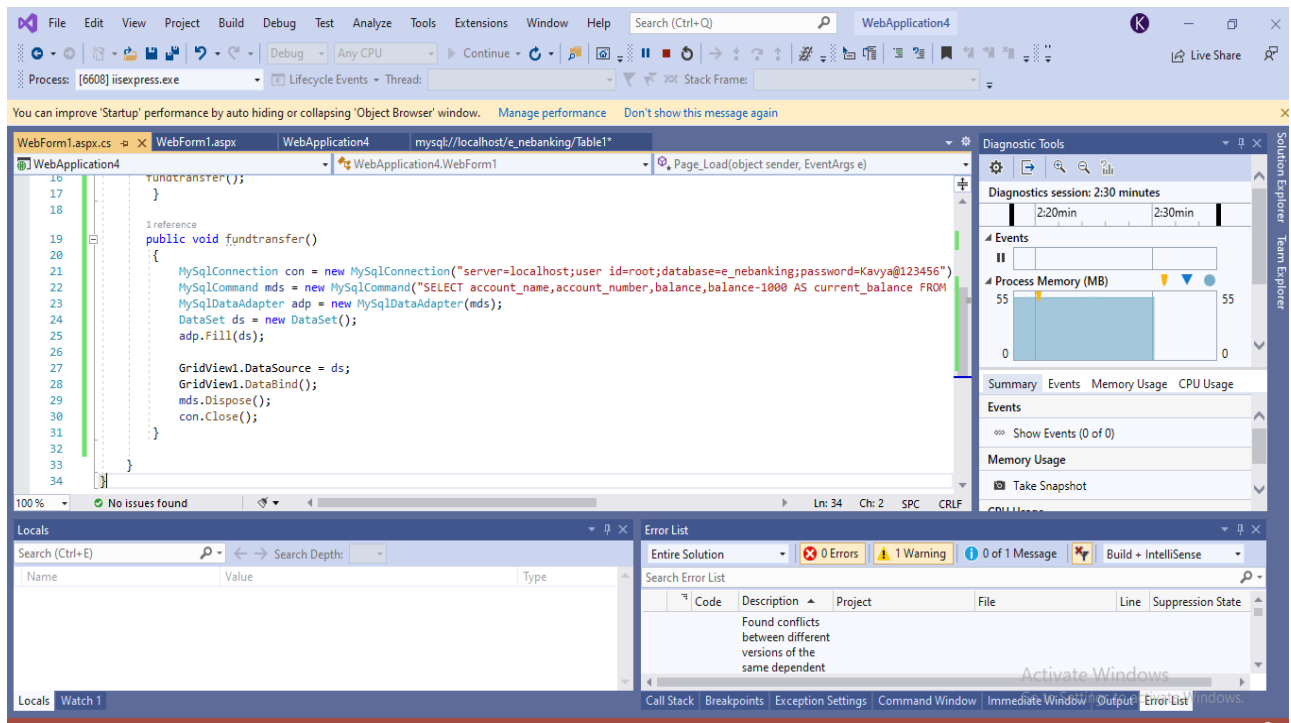 File Edit View Project Build Debug Test Analyze Tools Extensions Window Help Search (Ctrl+Q) WebApplication4 K
Debug Any CPU Continue Live Share
Process: [6608] iisexpress.exe Lifecycle Events Thread: Stack Frame:
You can improve 'Startup' performance by auto hiding or collapsing 'Object Browser' window. Manage performance Don't show this message again
WebForm1.aspx.cs WebForm1.aspx WebApplication4 mysql://localhost/e_nebanking/Table1*
WebApplication4 WebApplication4.WebForm1 Page_Load(object sender, EventArgs e)
16 fundtransfer();
17 }
18
1 reference
19 public void fundtransfer()
20 {
21 MySqlConnection con = new MySqlConnection("server=localhost;user id=root;database=e_nebanking;password=Kavya@123456")
22 MySqlCommand mds = new MySqlCommand("SELECT account_name,account_number,balance,balance-1000 AS current_balance FROM
23 MySqlDataAdapter adp = new MySqlDataAdapter(mds);
24 DataSet ds = new DataSet();
25 adp.Fill(ds);
26
27 GridView1.DataSource = ds;
28 GridView1.DataBind();
29 mds.Dispose();
30 con.Close();
31 }
32
33 }
34 }
100 % No issues found Ln: 34 Ch: 2 SPC CRLF
Diagnostic Tools
Diagnostics session: 2:30 minutes
2:20min 2:30min
Events
Process Memory (MB)
55 55
0 0
Summary Events Memory Usage CPU Usage
Events
Show Events (0 of 0)
Memory Usage
Take Snapshot
CPU Usage
Solution Explorer
Team Explorer
Locals
Search (Ctrl+E) Search Depth:
Name Value Type
Locals Watch 1
Error List
Entire Solution 0 Errors 1 Warning 0 of 1 Message Build + IntelliSense
Search Error List
Code Description Project File Line Suppression State
Found conflicts
between different
versions of the
same dependent
Activate Windows
Go to Settings to activate Windows.
Call Stack Breakpoints Exception Settings Command Window Immediate Window Output Error List